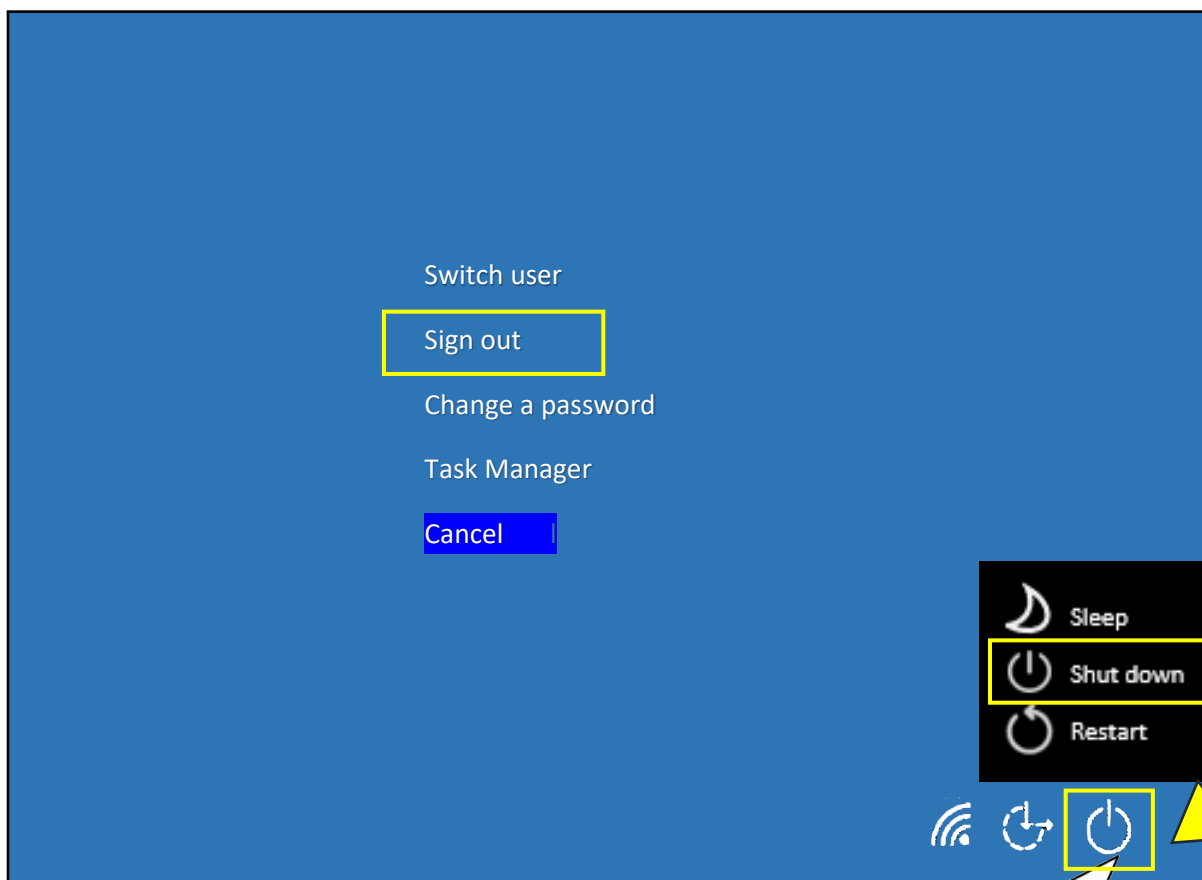 Switch user
Sign out
Change a password
Task Manager
Cancel
Sleep
Shut down
Restart